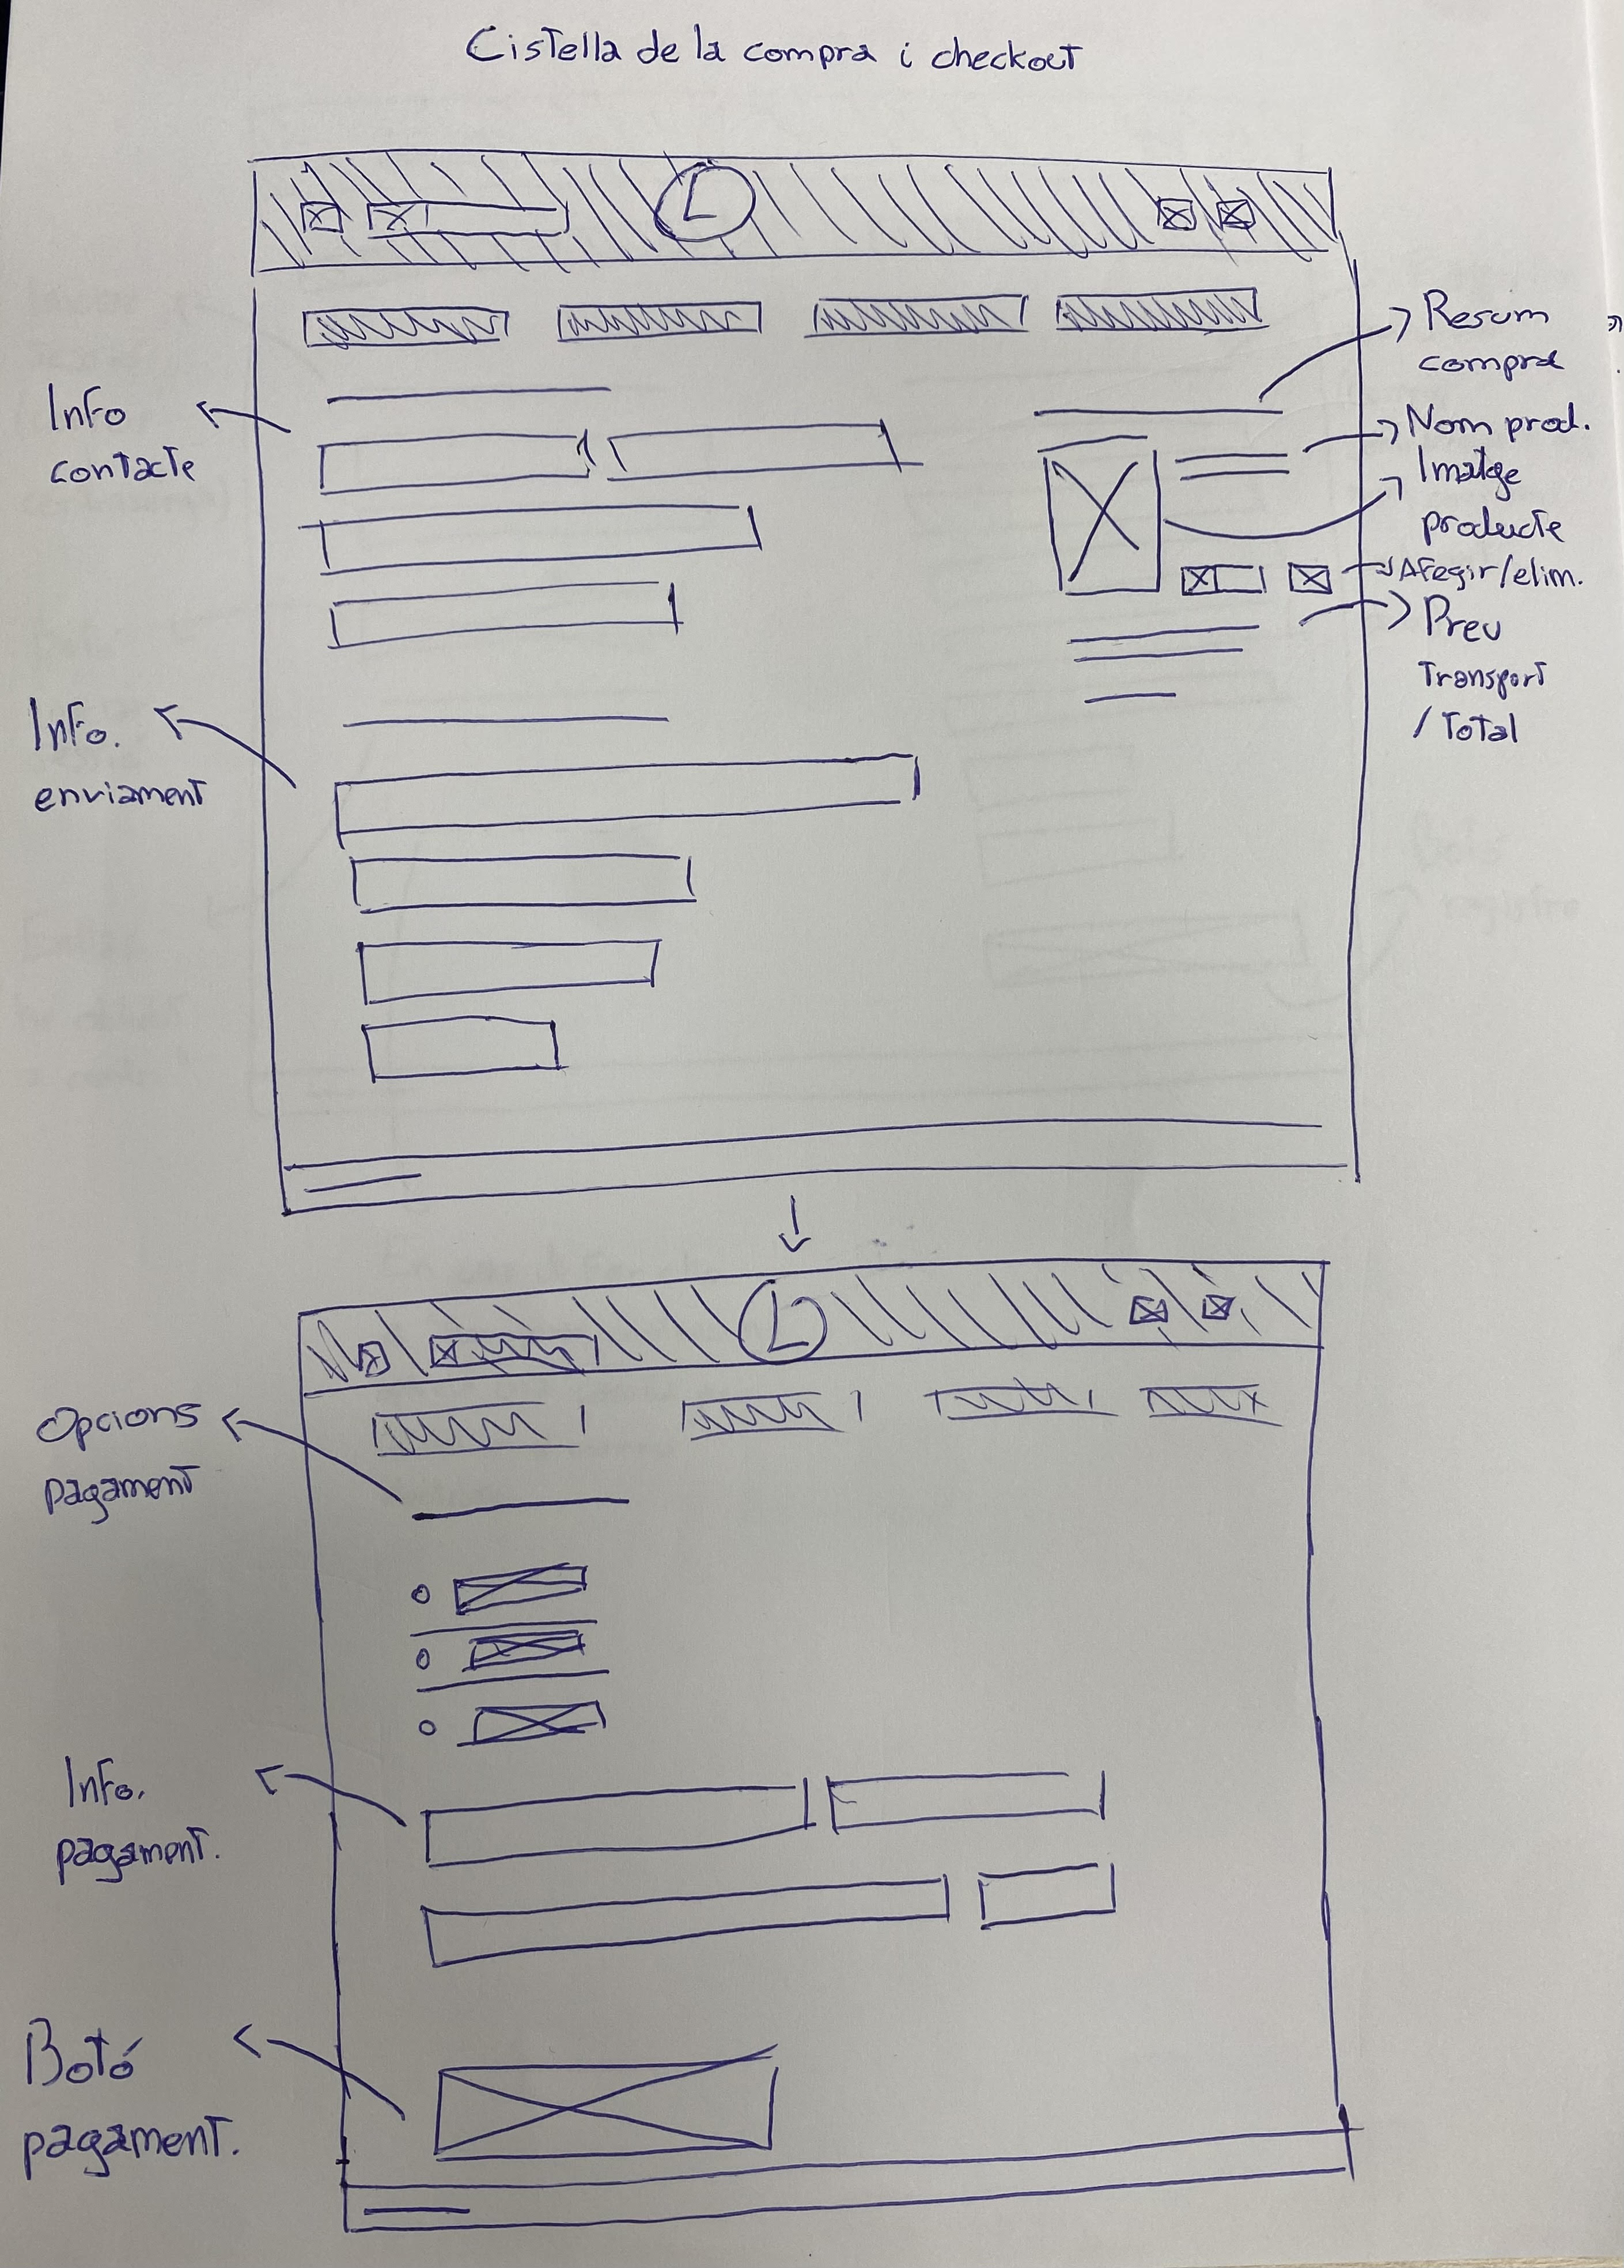 Cistella de la compra i checkout
L
Info
contacte
Info.
enviament
Resum
compra
Nom prod.
Imatge
producte
Afegir/elim.
Preu
Transport
/ Total
L
Opcions
pagament
Info.
pagament.
Botó
pagament.